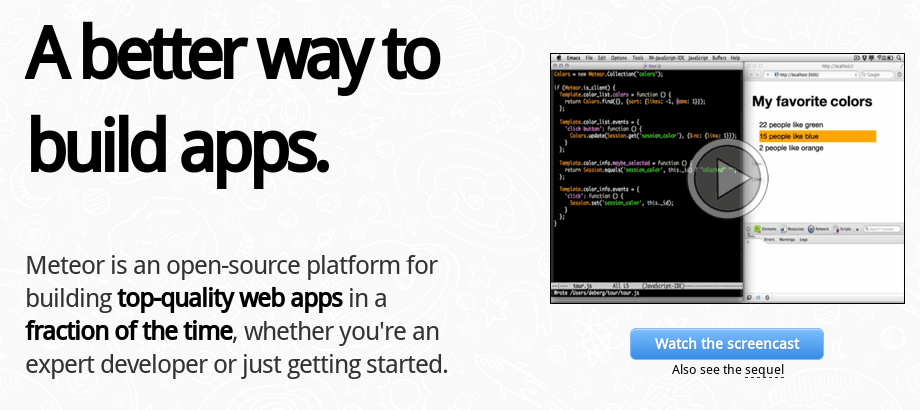 A better way to
build apps.
Meteor is an open-source platform for
building top-quality web apps in a
fraction of the time, whether you're an
expert developer or just getting started.
Emacs File Edit Options Tools W-JavaScript-IDE JavaScript Buffers Help
tour.js
Colors = new Meteor.Collection("colors");
if (Meteor.is_client) {
Template.color_list.colors = function () {
return Colors.find({}, {sort: {likes: -1, name: 1}});
};
Template.color_list.events = {
'click button': function () {
Colors.update(Session.get('session_color'), {$inc: {likes: 1}});
}
};
Template.color_info.maybe_selected = function () {
return Session.equals('session_color', this._id) ?
};
Template.color_info.events = {
'click': function () {
Session.set('session_color', this._id);
}
};
}
tour.js All L5 (JavaScript-IDE)
Wrote /Users/deberg/tour/tour.js
http://localhost:3000/
Google
My favorite colors
22 people like green
15 people like blue
2 people like orange
Elements Resources Network Scripts
Errors Warnings Logs
Watch the screencast
Also see the sequel